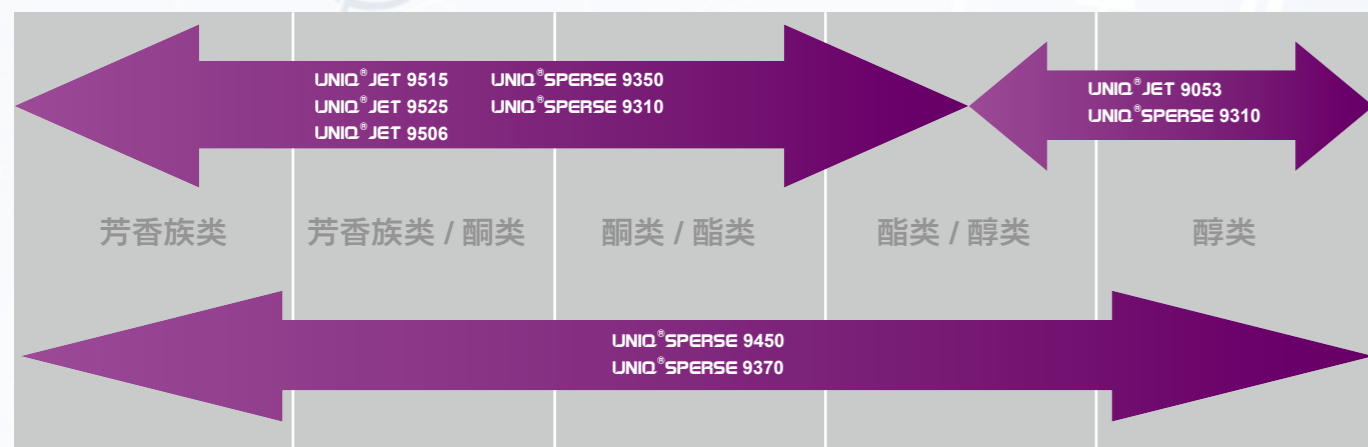 UNIQ®JET 9515 UNIQ®SPERSE 9350
UNIQ®JET 9525 UNIQ®SPERSE 9310
UNIQ®JET 9506
UNIQ®JET 9053
UNIQ®SPERSE 9310
芳香族类 芳香族类 / 酮类 酮类 / 酯类 酯类 / 醇类 醇类
UNIQ®SPERSE 9450
UNIQ®SPERSE 9370